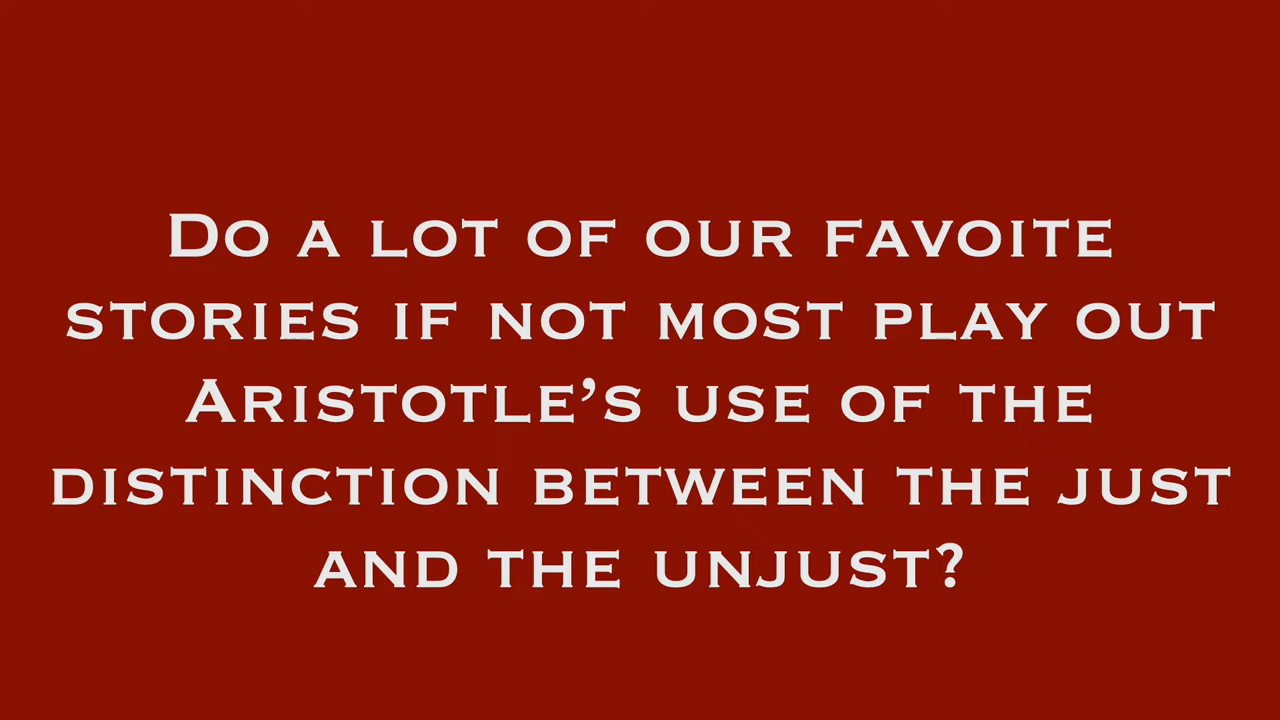 Do a lot of our favoite
stories if not most play out
Aristotle’s use of the
distinction between the just
and the unjust?